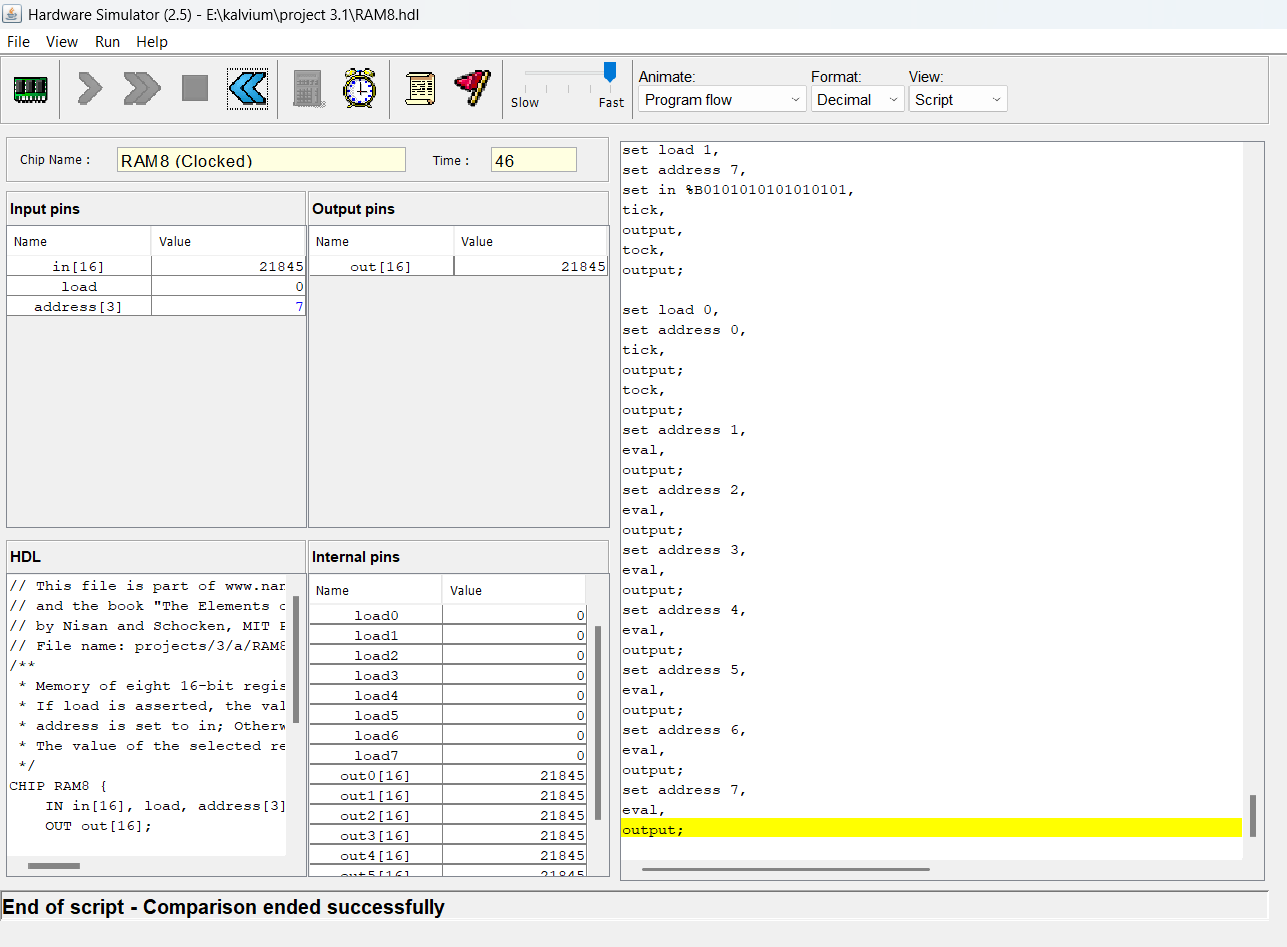 Hardware Simulator (2.5) - E:\kalvium\project 3.1\RAM8.hdl
File View Run Help
Slow Fast
Animate: Format: View:
Program flow Decimal Script
Chip Name : RAM8 (Clocked) Time : 46
Input pins
Name Value
in[16] 21845
load 0
address[3] 7
Output pins
Name Value
out[16] 21845
HDL
// This file is part of www.nan
// and the book "The Elements o
// by Nisan and Schocken, MIT P
// File name: projects/3/a/RAM8
/**
* Memory of eight 16-bit regis
* If load is asserted, the val
* address is set to in; Otherw
* The value of the selected re
*/
CHIP RAM8 {
IN in[16], load, address[3]
OUT out[16];
Internal pins
Name Value
load0 0
load1 0
load2 0
load3 0
load4 0
load5 0
load6 0
load7 0
out0[16] 21845
out1[16] 21845
out2[16] 21845
out3[16] 21845
out4[16] 21845
out5[16] 21845
set load 1,
set address 7,
set in %B0101010101010101,
tick,
output,
tock,
output;
set load 0,
set address 0,
tick,
output;
tock,
output;
set address 1,
eval,
output;
set address 2,
eval,
output;
set address 3,
eval,
output;
set address 4,
eval,
output;
set address 5,
eval,
output;
set address 6,
eval,
output;
set address 7,
eval,
output;
End of script - Comparison ended successfully